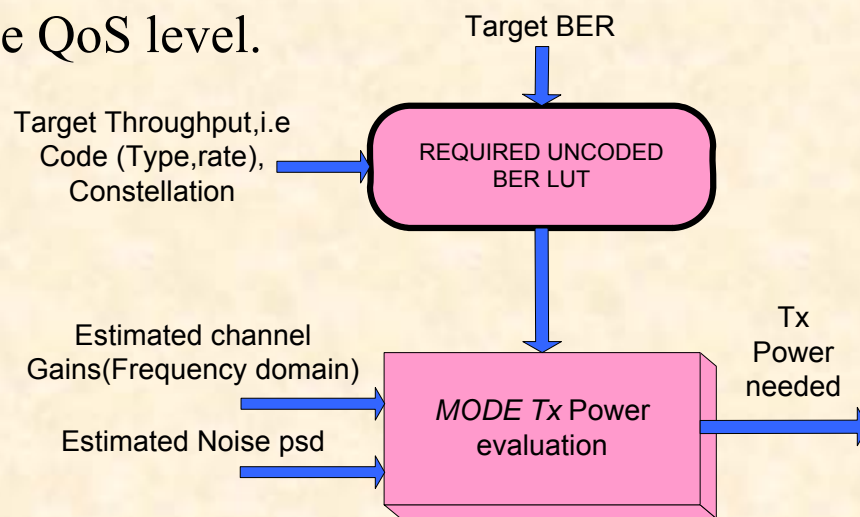 e QoS level.
Target BER
Target Throughput,i.e
Code (Type,rate),
Constellation
REQUIRED UNCODED
BER LUT
Estimated channel
Gains(Frequency domain)
Estimated Noise psd
MODE Tx Power
evaluation
Tx
Power
needed